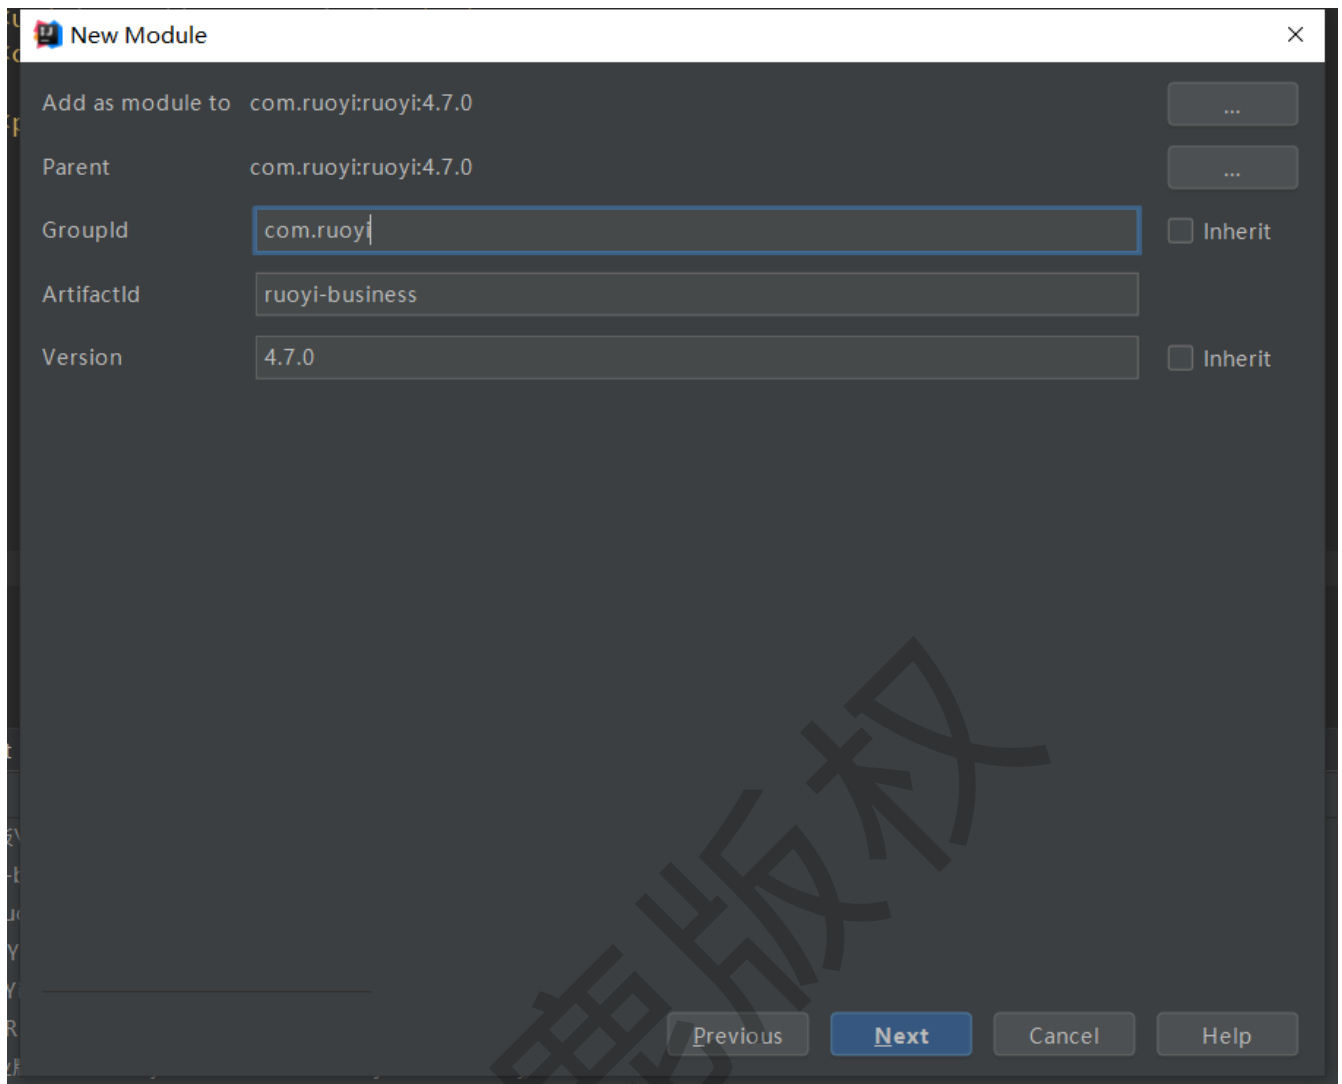 New Module
Add as module to com.ruoyi:ruoyi:4.7.0 ...
Parent com.ruoyi:ruoyi:4.7.0 ...
GroupId com.ruoyi Inherit
ArtifactId ruoyi-business
Version 4.7.0 Inherit
鹿版权
Previous Next Cancel Help